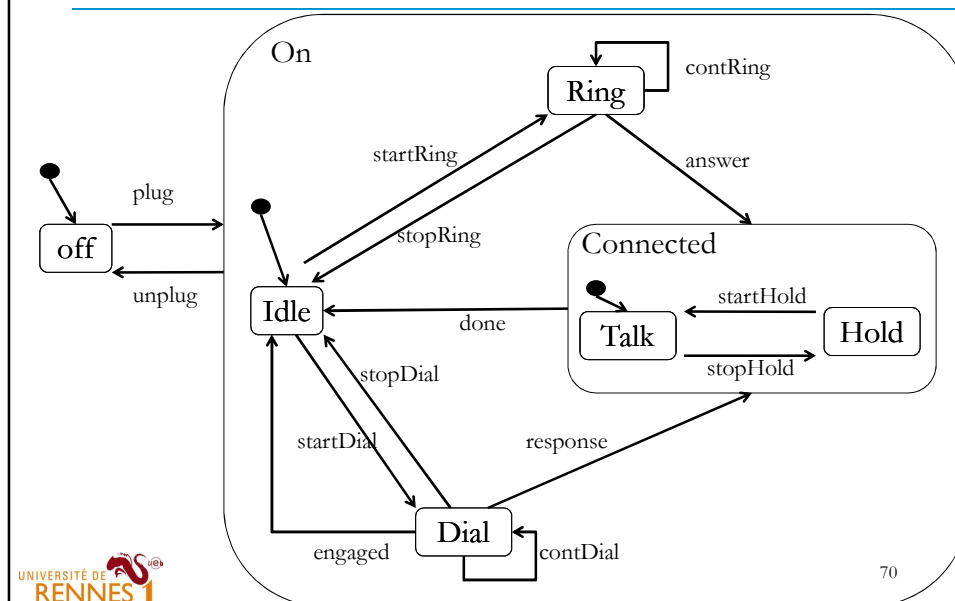 On
contRing
Ring
startRing
answer
plug
stopRing
off
Connected
unplug
startHold
Idle
done
Talk
Hold
stopDial
stopHold
startDial
response
Dial
engaged
contDial
70
UNIVERSITÉ DE
ueb
RENNES 1